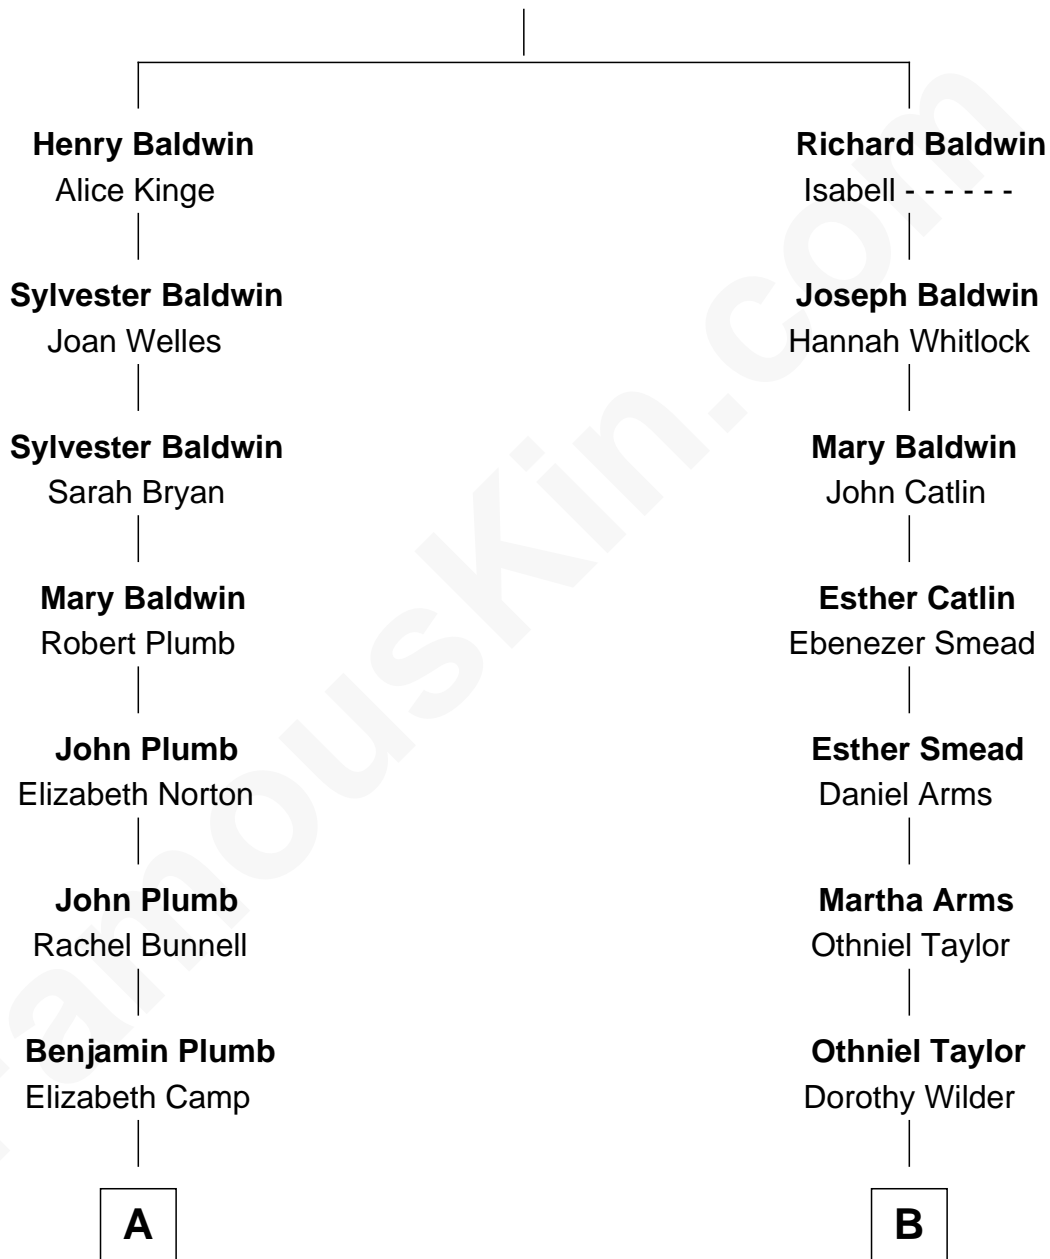 Henry Baldwin
Alice Kinge
Sylvester Baldwin
Joan Welles
Sylvester Baldwin
Sarah Bryan
Mary Baldwin
Robert Plumb
John Plumb
Elizabeth Norton
John Plumb
Rachel Bunnell
Benjamin Plumb
Elizabeth Camp
A
Richard Baldwin
Isabell - - - - - -
Joseph Baldwin
Hannah Whitlock
Mary Baldwin
John Catlin
Esther Catlin
Ebenezer Smead
Esther Smead
Daniel Arms
Martha Arms
Othniel Taylor
Othniel Taylor
Dorothy Wilder
B
FamousKin.com